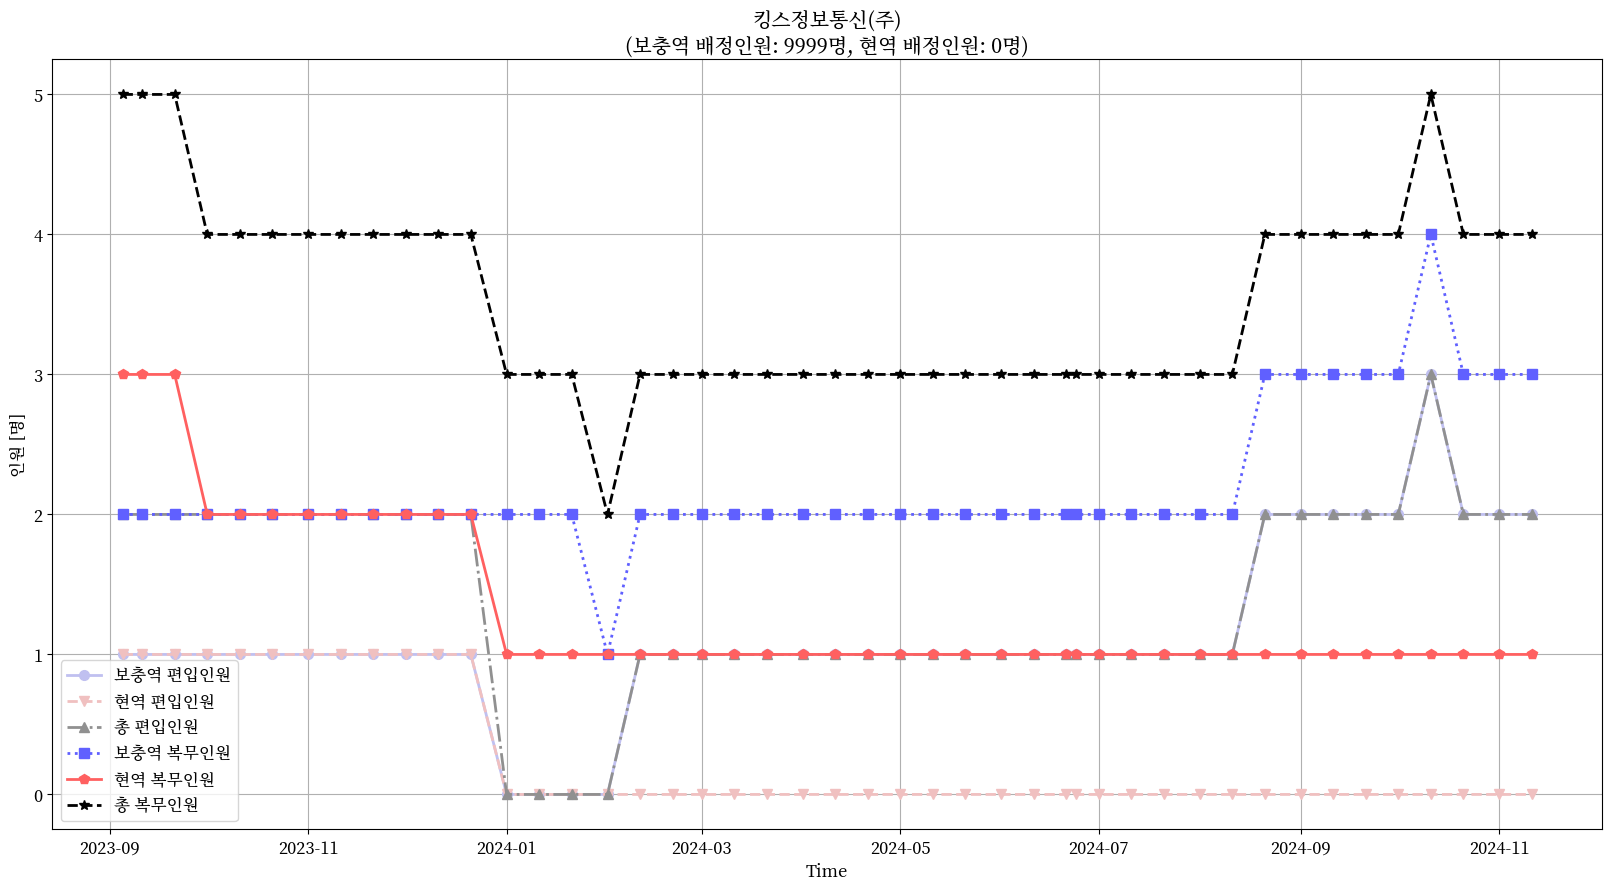 킹스정보통신(주)
(보충역 배정인원: 9999명, 현역 배정인원: 0명)
인원 [명]
5
4
3
2
1
0
보충역 편입인원
현역 편입인원
총 편입인원
보충역 복무인원
현역 복무인원
총 복무인원
2023-09
2023-11
2024-01
2024-03
2024-05
2024-07
2024-09
2024-11
Time